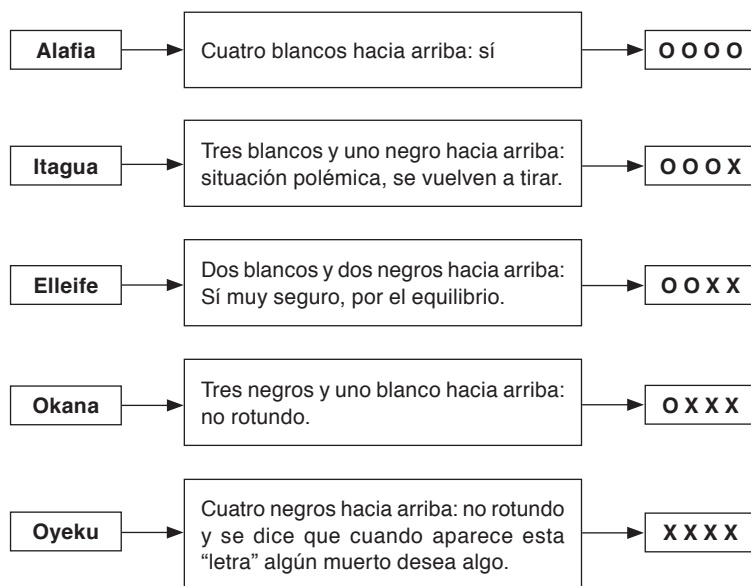 Alafia
Cuatro blancos hacia arriba: sí
O O O O
Itagua
Tres blancos y uno negro hacia arriba:
situación polémica, se vuelven a tirar.
O O O X
Elleife
Dos blancos y dos negros hacia arriba:
Sí muy seguro, por el equilibrio.
O O X X
Okana
Tres negros y uno blanco hacia arriba:
no rotundo.
O X X X
Oyeku
Cuatro negros hacia arriba: no rotundo
y se dice que cuando aparece esta
“letra” algún muerto desea algo.
X X X X